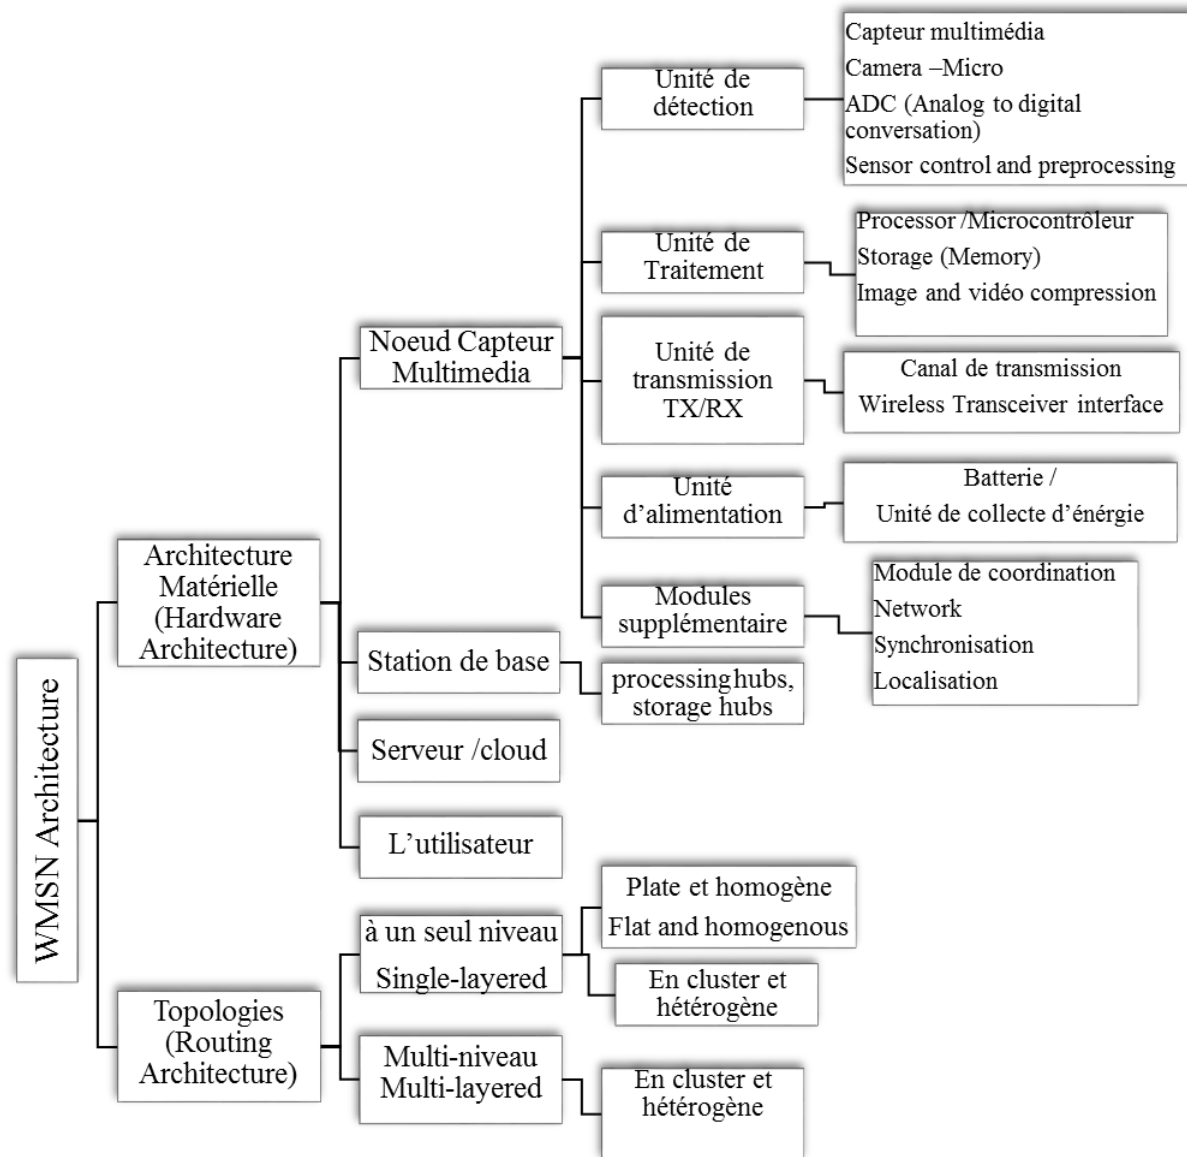 WMSN Architecture
Architecture
Matérielle
(Hardware
Architecture)
Noeud Capteur
Multimedia
Unité de
détection
Capteur multimédia
Camera –Micro
ADC (Analog to digital
conversation)
Sensor control and preprocessing
Unité de
Traitement
Processor /Microcontrôleur
Storage (Memory)
Image and vidéo compression
Unité de
transmission
TX/RX
Canal de transmission
Wireless Transceiver interface
Unité
d’alimentation
Batterie /
Unité de collecte d’énérgie
Modules
supplémentaire
Module de coordination
Network
Synchronisation
Localisation
Station de base
processing hubs,
storage hubs
Serveur /cloud
L’utilisateur
Topologies
(Routing
Architecture)
à un seul niveau
Single-layered
Plate et homogène
Flat and homogenous
En cluster et
hétérogène
Multi-niveau
Multi-layered
En cluster et
hétérogène